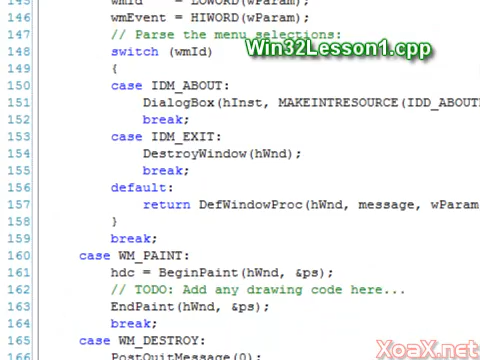 145 wmId = LOWORD(wParam);
146 wmEvent = HIWORD(wParam);
147 // Parse the menu selections:
148 switch (wmId)
Win32Lesson1.cpp
149 {
150 case IDM_ABOUT:
151 DialogBox(hInst, MAKEINTRESOURCE(IDD_ABOUT
152 break;
153 case IDM_EXIT:
154 DestroyWindow(hWnd);
155 break;
156 default:
157 return DefWindowProc(hWnd, message, wParam
158 }
159 break;
160 case WM_PAINT:
161 hdc = BeginPaint(hWnd, &ps);
162 // TODO: Add any drawing code here...
163 EndPaint(hWnd, &ps);
164 break;
165 case WM_DESTROY:
166 PostQuitMessage(0);
XoaX.net